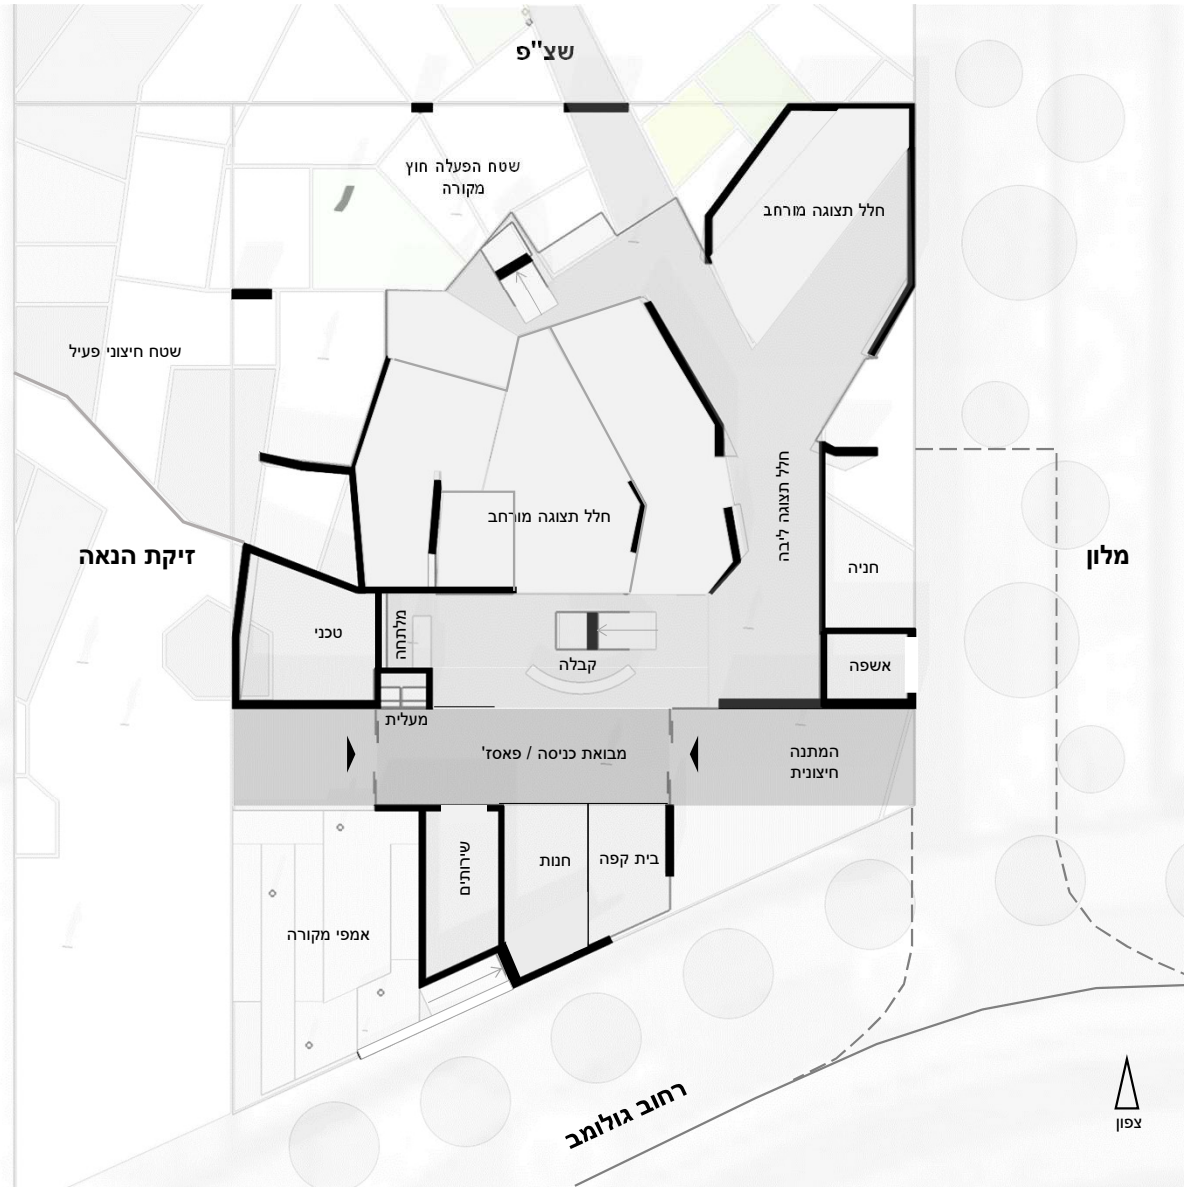 שצ"פ
שטח הפעלה חוץ
מקורה
חלל תצוגה מורחב
שטח חיצוני פעיל
חלל תצוגה ליבה
חלל תצוגה מורחב
זיקת הנאה
מלון
חניה
טכני
מלתחה
קבלה
אשפה
מעלית
מבואת כניסה / פאסז'
המתנה
חיצונית
שירותים
חנות
בית קפה
אמפי מקורה
רחוב גולומב
צפון